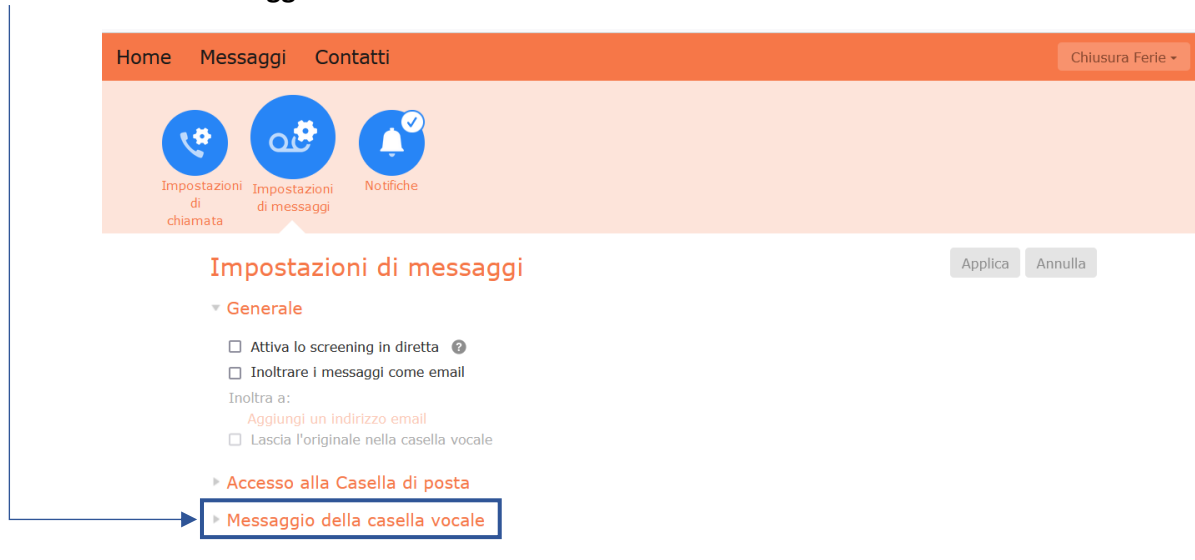 Home Messaggi Contatti Chiusura Ferie
Impostazioni di chiamata
Impostazioni di messaggi
Notifiche
Impostazioni di messaggi Applica Annulla
Generale
Attiva lo screening in diretta ?
Inoltrare i messaggi come email
Inoltra a:
Aggiungi un indirizzo email
Lascia l'originale nella casella vocale
Accesso alla Casella di posta
Messaggio della casella vocale